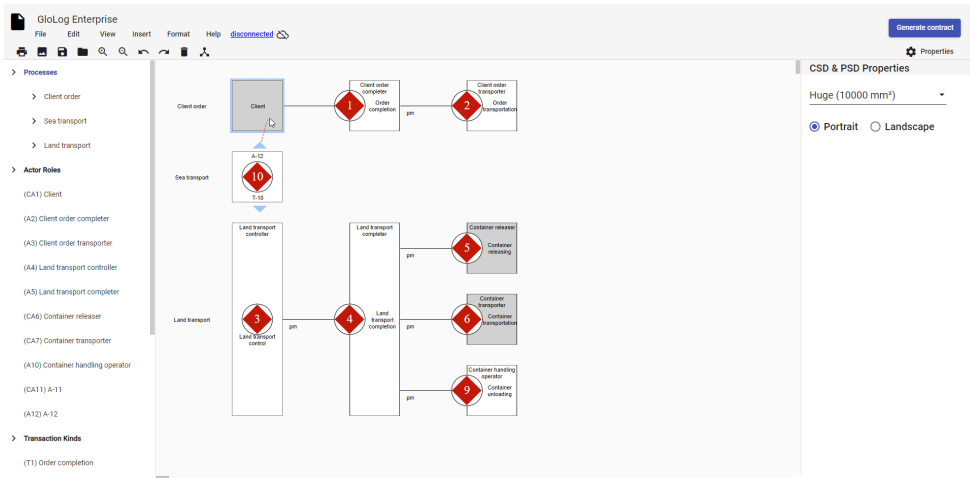 GloLog Enterprise
File Edit View Insert Format Help disconnected
Generate contract
Properties
Processes
Client order
Sea transport
Land transport
Actor Roles
(CA1) Client
(A2) Client order completer
(A3) Client order transporter
(A4) Land transport controller
(A5) Land transport completer
(CA6) Container releaser
(CA7) Container transporter
(A10) Container handling operator
(CA11) A-11
(A12) A-12
Transaction Kinds
(T1) Order completion
Client order
Client
Client order
completer
1
Order
completion
pm
Client order
transporter
2
Order
transportation
Sea transport
A-12
10
T-10
Land transport
Land transport
controller
3
Land transport
control
pm
Land transport
completer
4
Land
transport
completion
pm
Container releaser
5
Container
releasing
pm
Container
transporter
6
Container
transportation
pm
Container handling
operator
9
Container
unloading
CSD & PSD Properties
Huge (10000 mm²)
Portrait Landscape